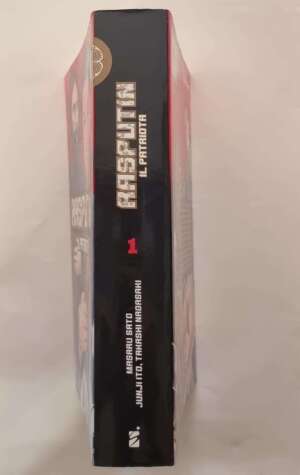 RASPUTIN
IL PATRIOTA
1
MASARU SATO
JUNJI ITO, TAKASHI NAGASAKI